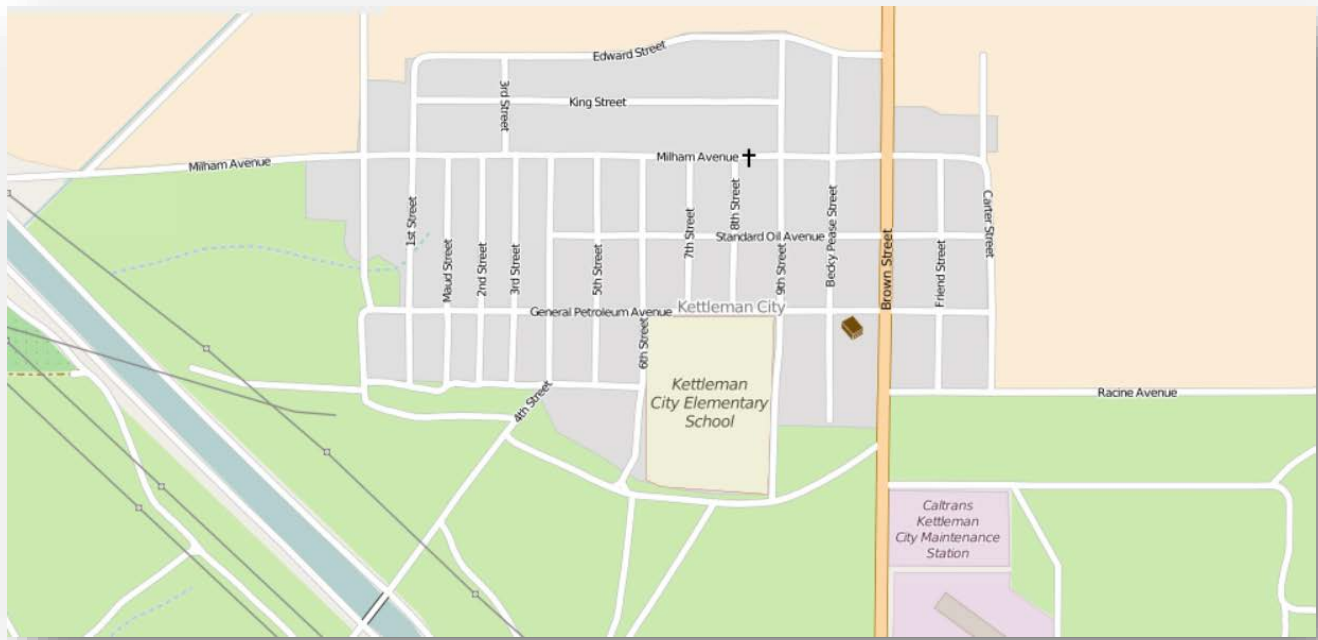 Edward Street
3rd Street
King Street
Milham Avenue
Milham Avenue
8th Street
1st Street
Becky Pease Street
Carter Street
7th Street
Standard Oil Avenue
Maud Street
2nd Street
3rd Street
5th Street
9th Street
Brown Street
Friend Street
General Petroleum Avenue
Kettleman City
6th Street
4th Street
Kettleman
City Elementary
School
Racine Avenue
Caltrans
Kettleman
City Maintenance
Station